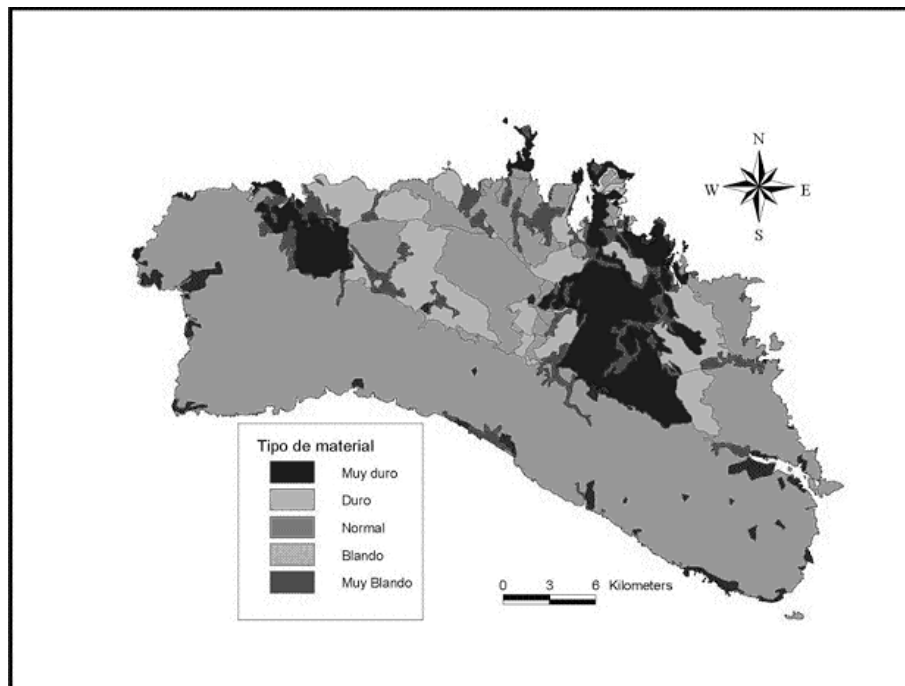 N
W E
S
Tipo de material
Muy duro
Duro
Normal
Blando
Muy Blando
0 3 6 Kilometers